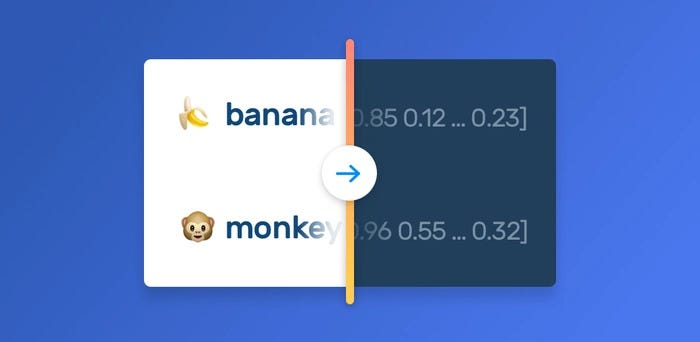 banana 0.85 0.12 ... 0.23]
monkey 0.96 0.55 ... 0.32]